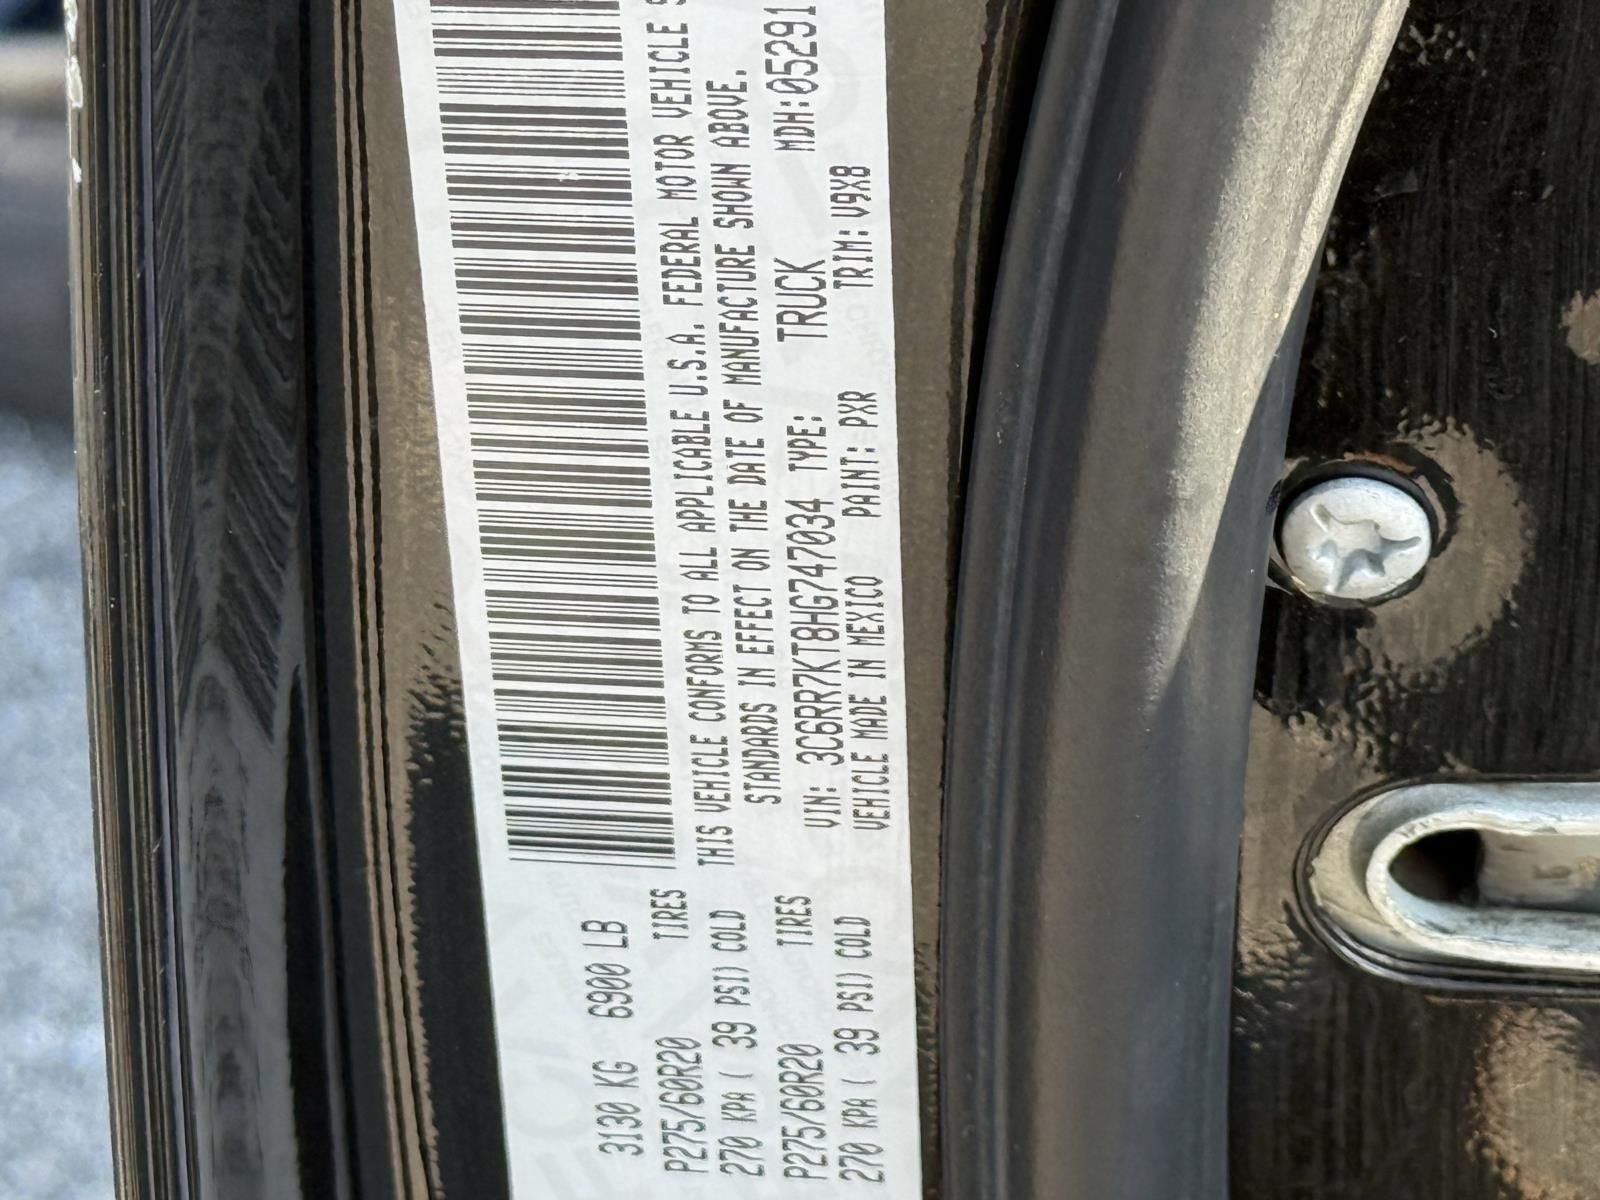 3130 KG 6900 LB
P275/60R20 TIRES
270 KPA ( 39 PSI) COLD
P275/60R20 TIRES
270 KPA ( 39 PSI) COLD
THIS VEHICLE CONFORMS TO ALL APPLICABLE U.S.A. FEDERAL MOTOR VEHICLE
STANDARDS IN EFFECT ON THE DATE OF MANUFACTURE SHOWN ABOVE.
VIN: 3C6RR7KT8HG747034 TYPE: TRUCK MDH:05291
VEHICLE MADE IN MEXICO PAINT: PXR TRIM: V9X8